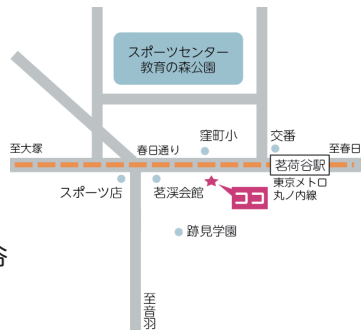 スポーツセンター
教育の森公園
至大塚
春日通り
窪町小
交番
茗荷谷駅
至春日
東京メトロ
丸ノ内線
スポーツ店
茗渓会館
ココ
跡見学園
至音羽